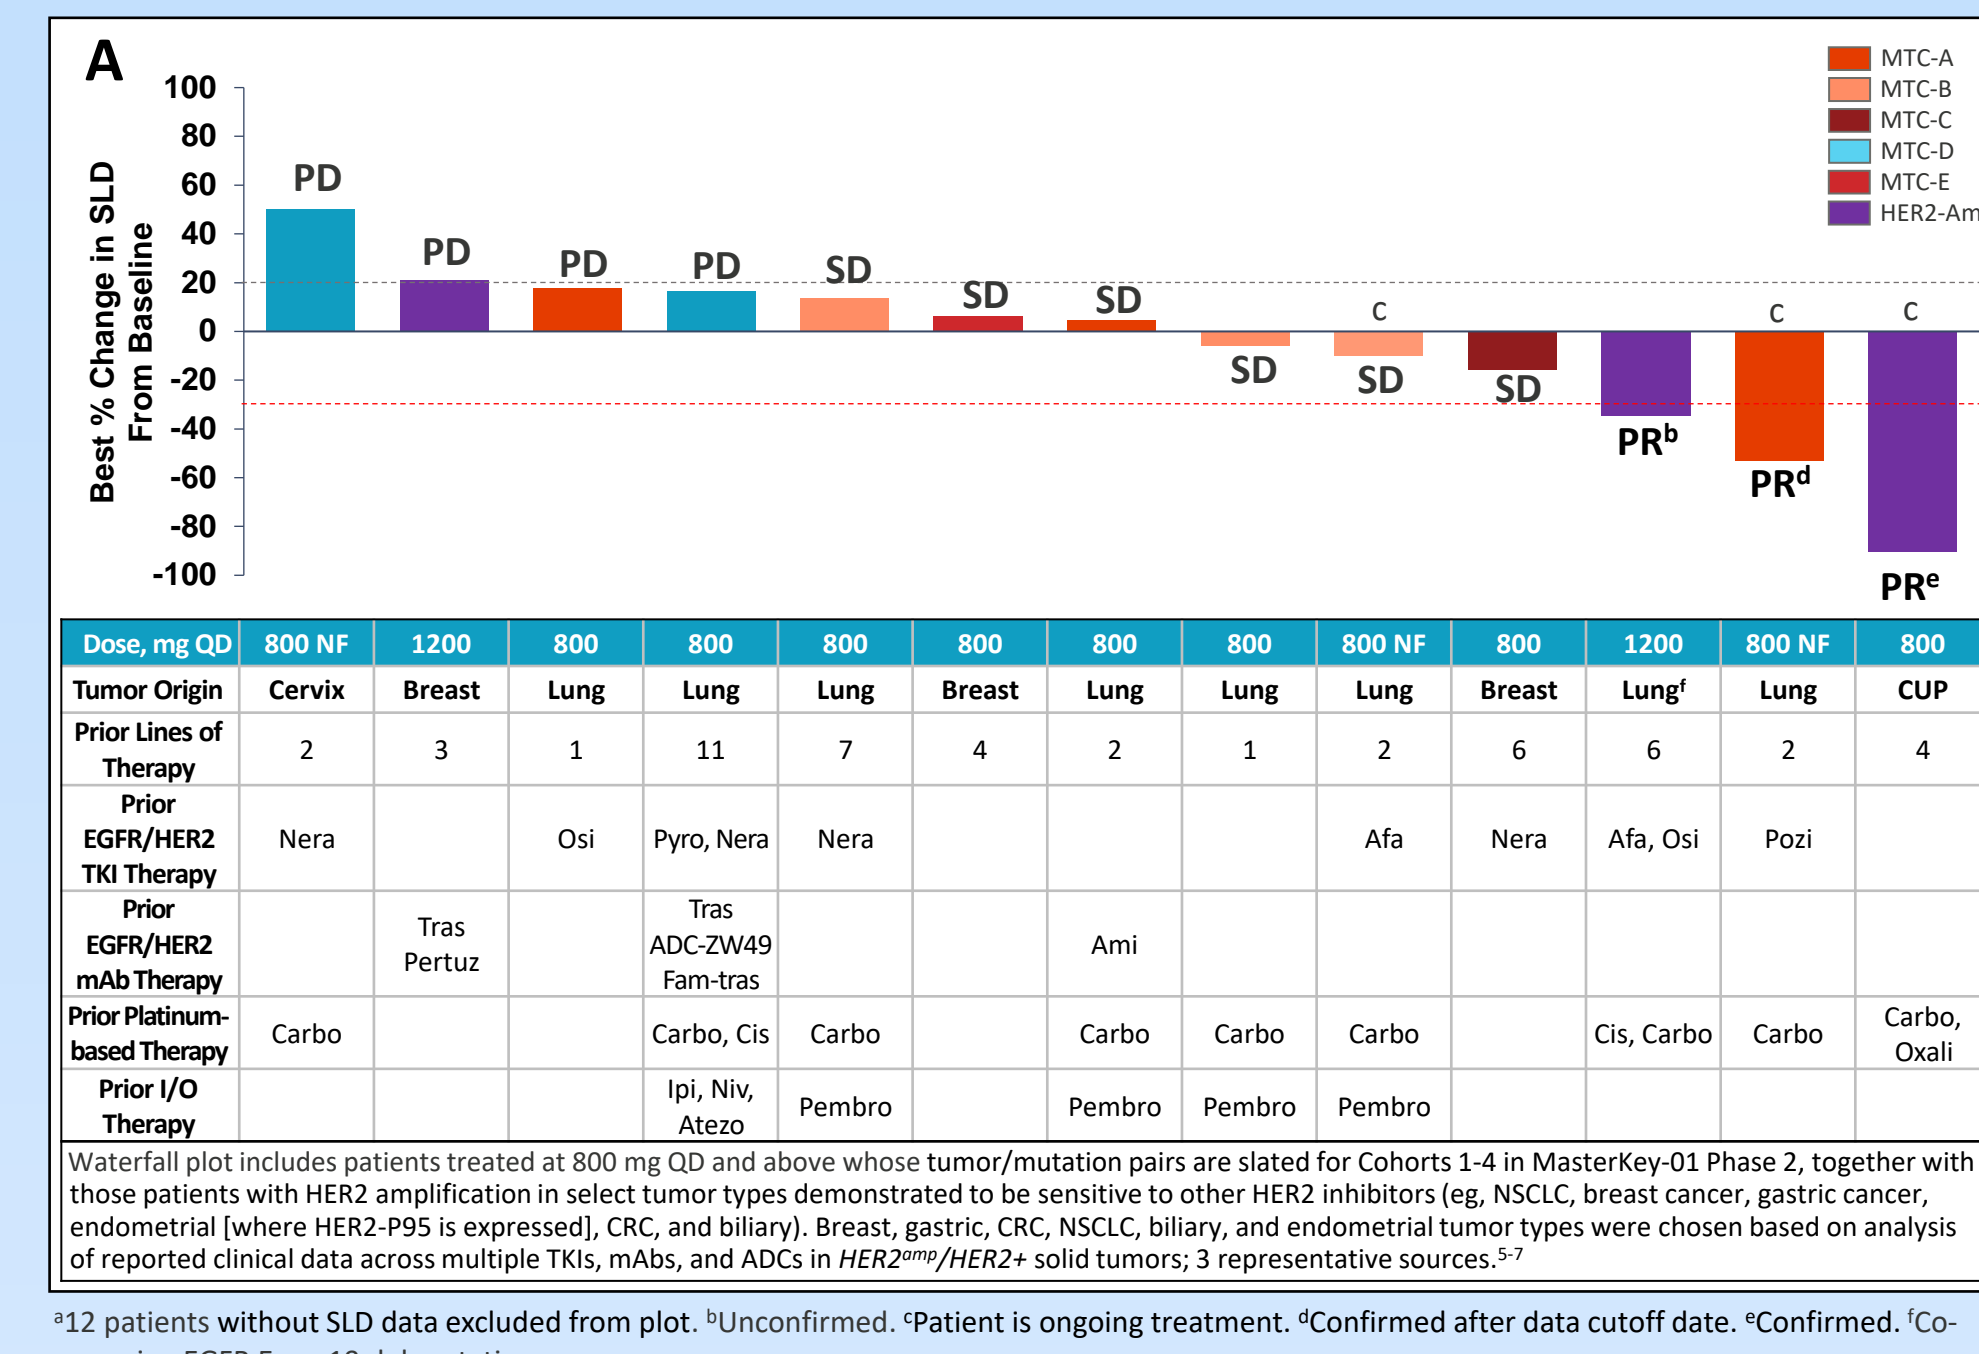 A
MTC-A
MTC-B
MTC-C
MTC-D
MTC-E
HER2-Am
Best % Change in SLD
From Baseline
100
80
60
40
20
0
-20
-40
-60
-80
-100
PD
PD
PD
PD
SD
SD
SD
SD
c
SD
SD
PRb
c
PRd
c
PRe
Dose, mg QD 800 NF 1200 800 800 800 800 800 800 800 NF 800 1200 800 NF 800
Tumor Origin Cervix Breast Lung Lung Lung Breast Lung Lung Lung Breast Lungf Lung CUP
Prior Lines of
Therapy
2 3 1 11 7 4 2 1 2 6 6 2 4
Prior
EGFR/HER2
TKI Therapy
Nera Osi Pyro, Nera Nera Afa Nera Afa, Osi Pozi
Prior
EGFR/HER2
mAb Therapy
Tras
Pertuz
Tras
ADC-ZW49
Fam-tras
Ami
Prior Platinum-
based Therapy
Carbo Carbo, Cis Carbo Carbo Carbo Carbo Cis, Carbo Carbo
Carbo,
Oxali
Prior I/O
Therapy
Ipi, Niv,
Atezo
Pembro Pembro Pembro Pembro
Waterfall plot includes patients treated at 800 mg QD and above whose tumor/mutation pairs are slated for Cohorts 1-4 in MasterKey-01 Phase 2, together with
those patients with HER2 amplification in select tumor types demonstrated to be sensitive to other HER2 inhibitors (eg, NSCLC, breast cancer, gastric cancer,
endometrial [where HER2-P95 is expressed], CRC, and biliary). Breast, gastric, CRC, NSCLC, biliary, and endometrial tumor types were chosen based on analysis
of reported clinical data across multiple TKIs, mAbs, and ADCs in HER2amp/HER2+ solid tumors; 3 representative sources.5-7
a12 patients without SLD data excluded from plot. bUnconfirmed. cPatient is ongoing treatment. dConfirmed after data cutoff date. eConfirmed. fCo-